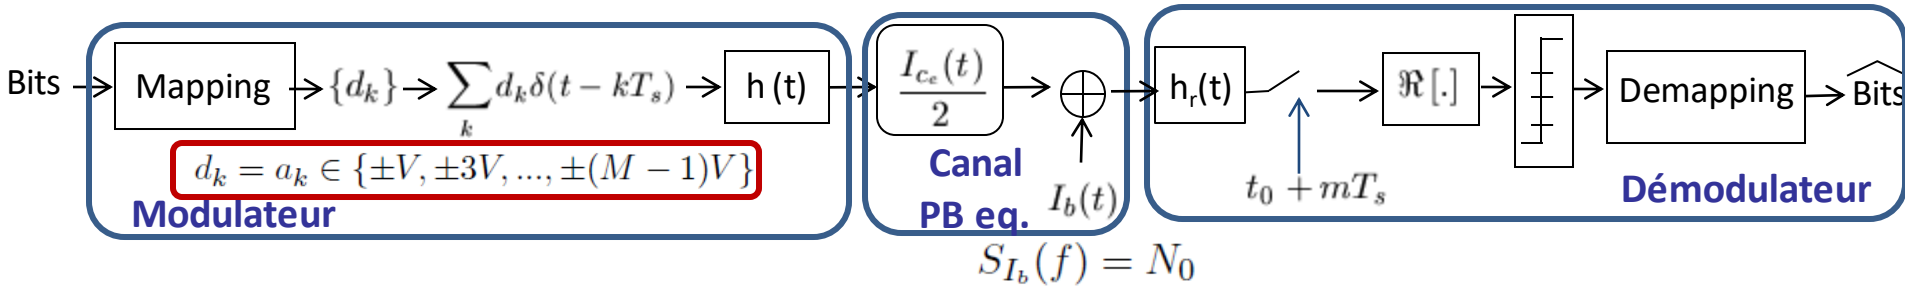 Bits → Mapping → {d_k} → ∑_k d_k δ(t − kT_s) → h (t)
d_k = a_k ∈ {±V, ±3V, ..., ±(M − 1)V}
Modulateur
I_{c_e}(t) / 2
Canal
PB eq.
I_b(t)
S_{I_b}(f) = N_0
h_r(t)
t_0 + mT_s
ℜ [.]
Demapping
\widehat{Bits}
Démodulateur